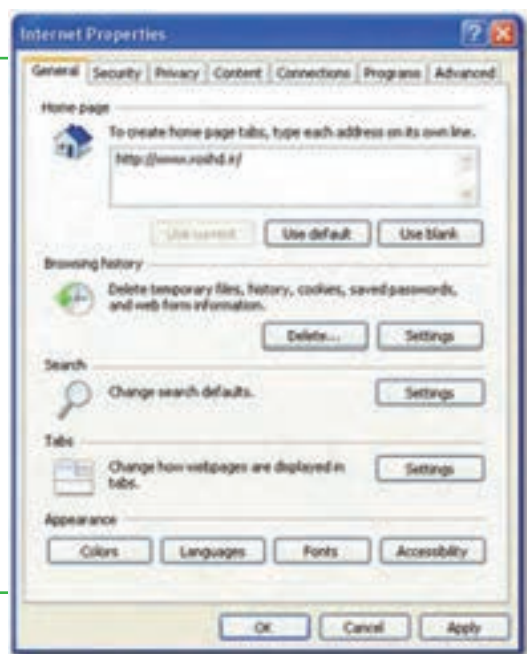 Internet Properties
General Security Privacy Content Connections Programs Advanced
Home page
To create home page tabs, type each address on its own line.
http://www.roshd.ir/
Use current Use default Use blank
Browsing history
Delete temporary files, history, cookies, saved passwords,
and web form information.
Delete... Settings
Search
Change search defaults. Settings
Tabs
Change how webpages are displayed in
tabs. Settings
Appearance
Colors Languages Fonts Accessibility
OK Cancel Apply